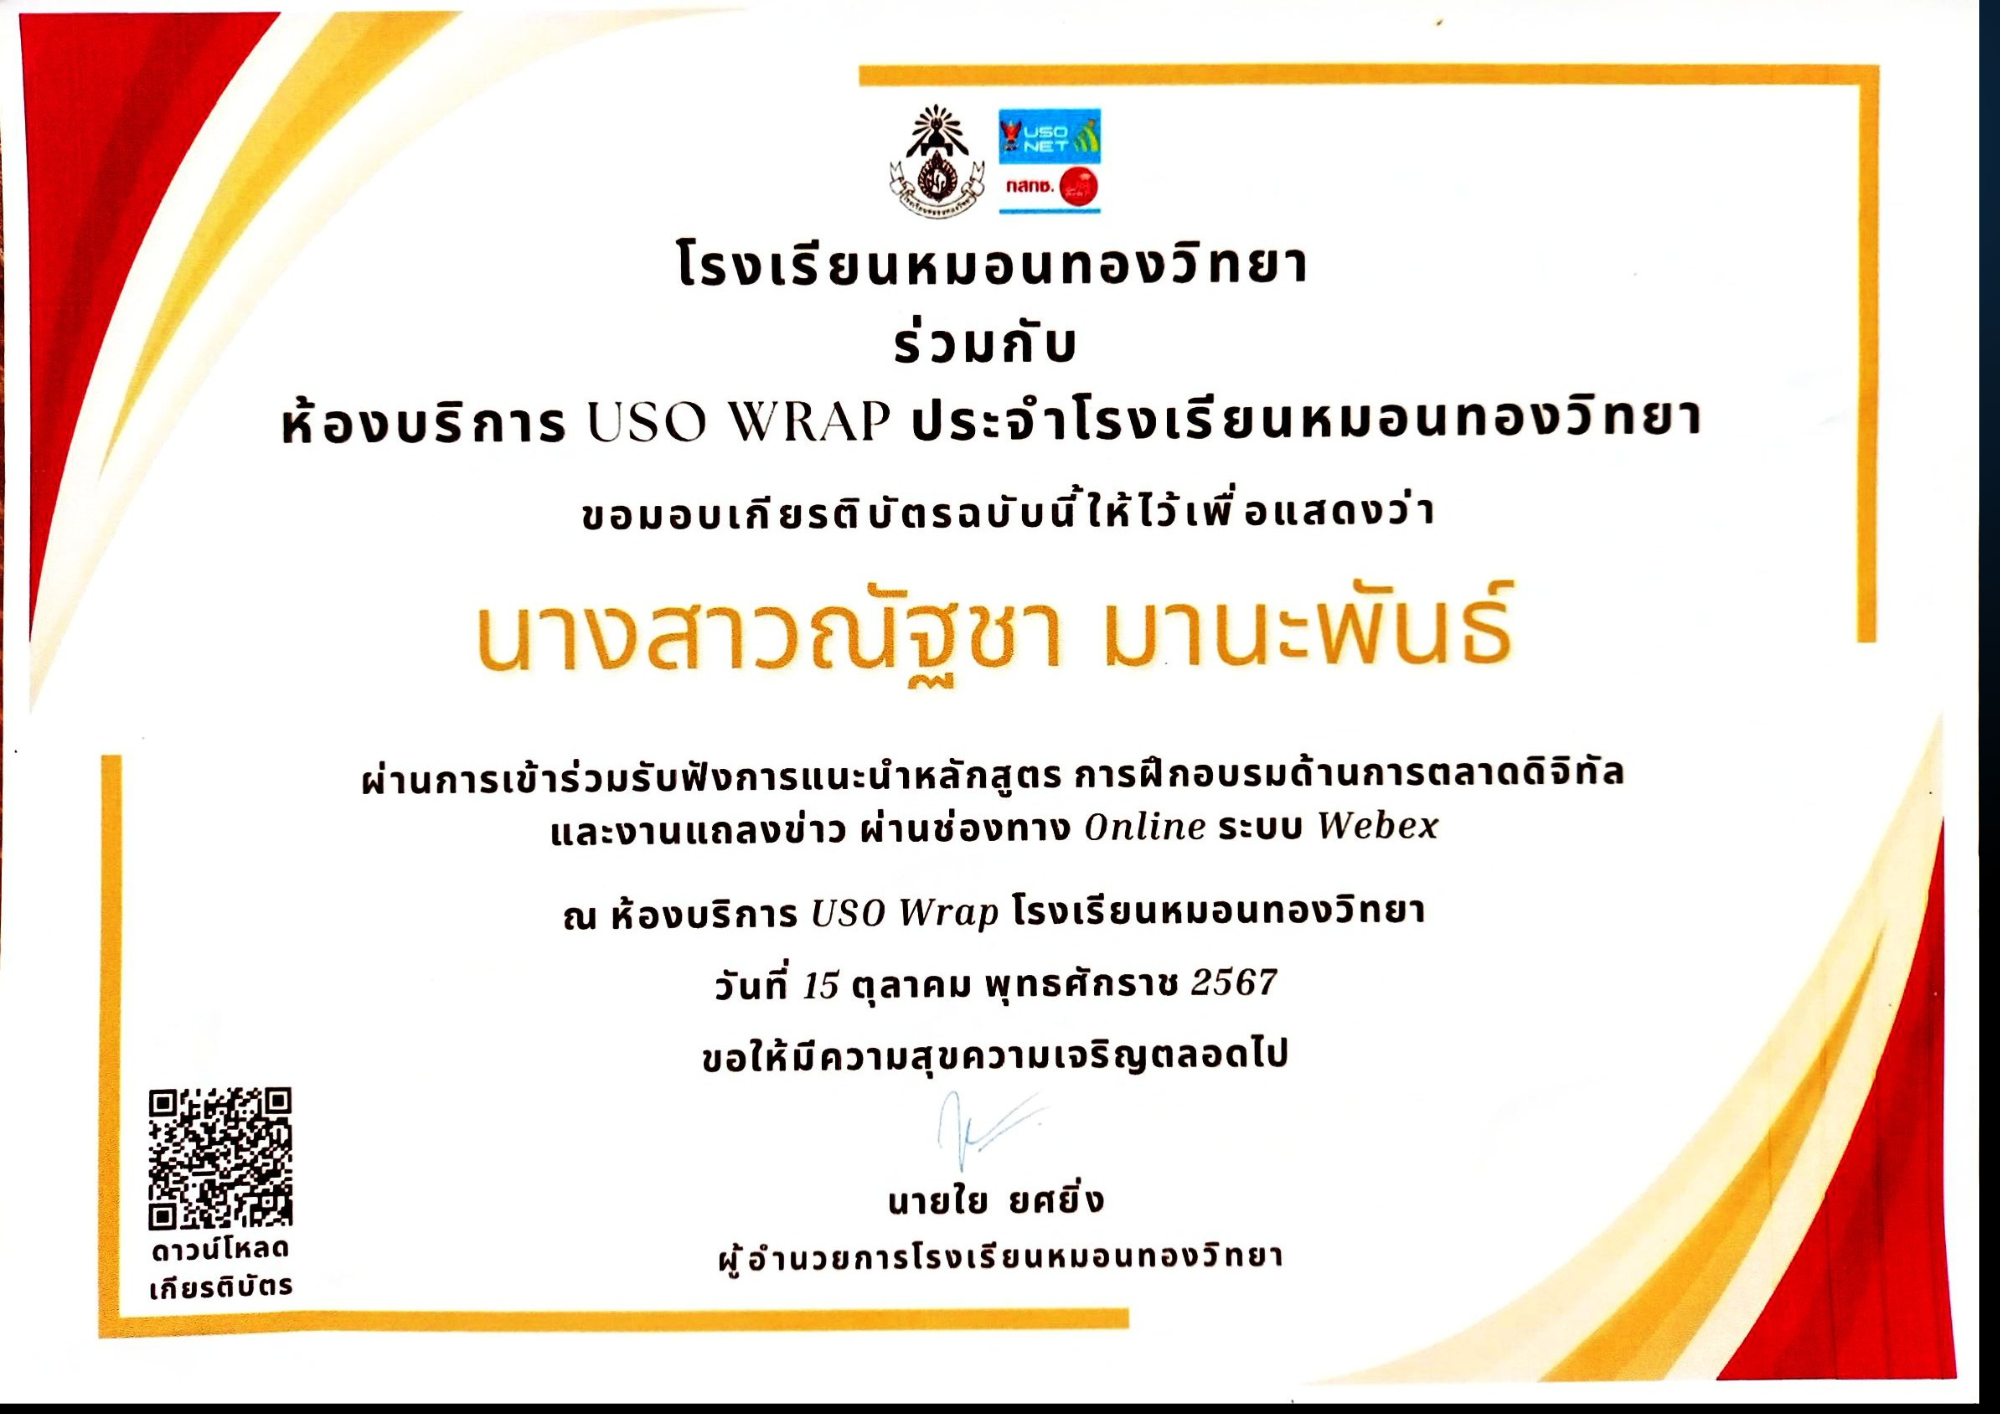 USO
NET
กสทช.
โรงเรียนหมอนทองวิทยา
ร่วมกับ
ห้องบริการ USO WRAP ประจำโรงเรียนหมอนทองวิทยา
ขอมอบเกียรติบัตรฉบับนี้ให้ไว้เพื่อแสดงว่า
นางสาวณัฐชา มานะพันธ์
ผ่านการเข้าร่วมรับฟังการแนะนำหลักสูตร การฝึกอบรมด้านการตลาดดิจิทัล
และงานแถลงข่าว ผ่านช่องทาง Online ระบบ Webex
ณ ห้องบริการ USO Wrap โรงเรียนหมอนทองวิทยา
วันที่ 15 ตุลาคม พุทธศักราช 2567
ขอให้มีความสุขความเจริญตลอดไป
นายใย ยศยิ่ง
ผู้อำนวยการโรงเรียนหมอนทองวิทยา
ดาวน์โหลด
เกียรติบัตร